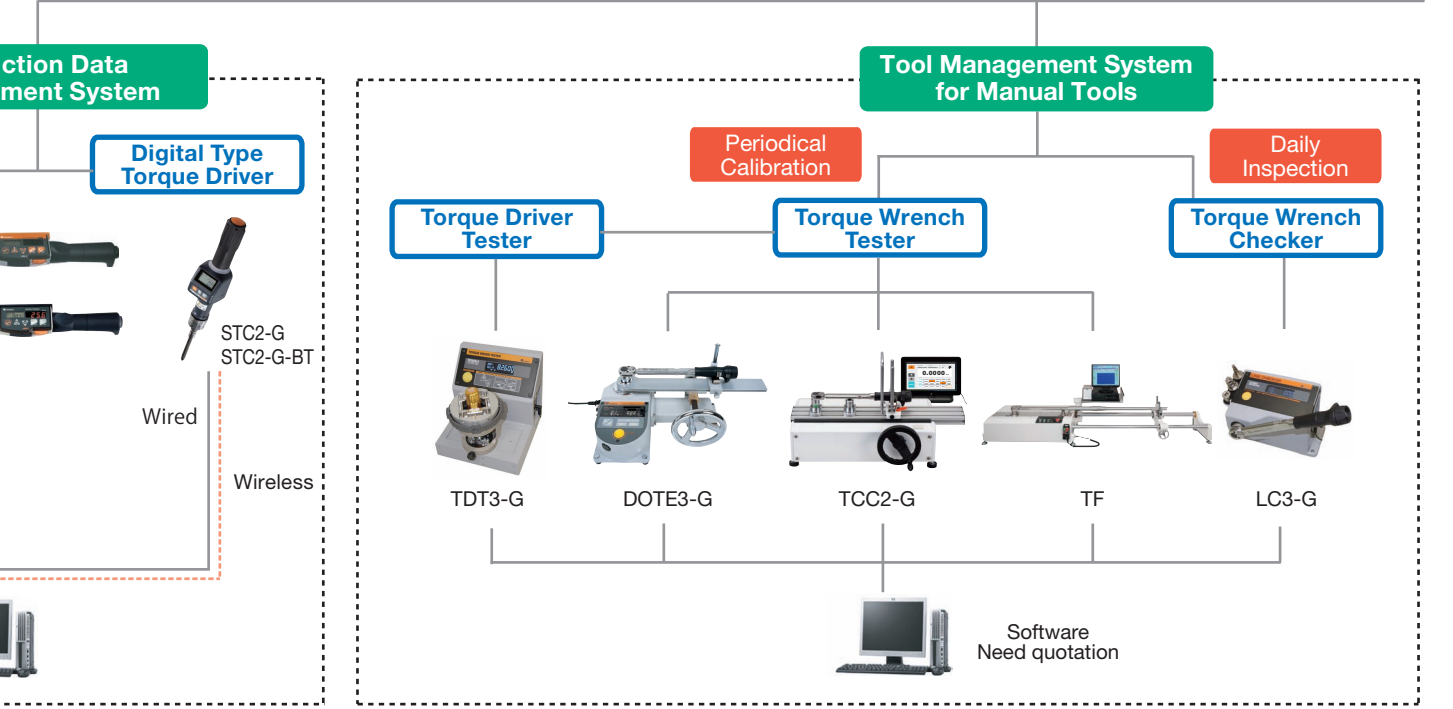 ction Data
ment System
Digital Type
Torque Driver
STC2-G
STC2-G-BT
Wired
Wireless
Tool Management System
for Manual Tools
Periodical
Calibration
Daily
Inspection
Torque Driver
Tester
Torque Wrench
Tester
Torque Wrench
Checker
0.0000
TDT3-G
DOTE3-G
TCC2-G
TF
LC3-G
Software
Need quotation